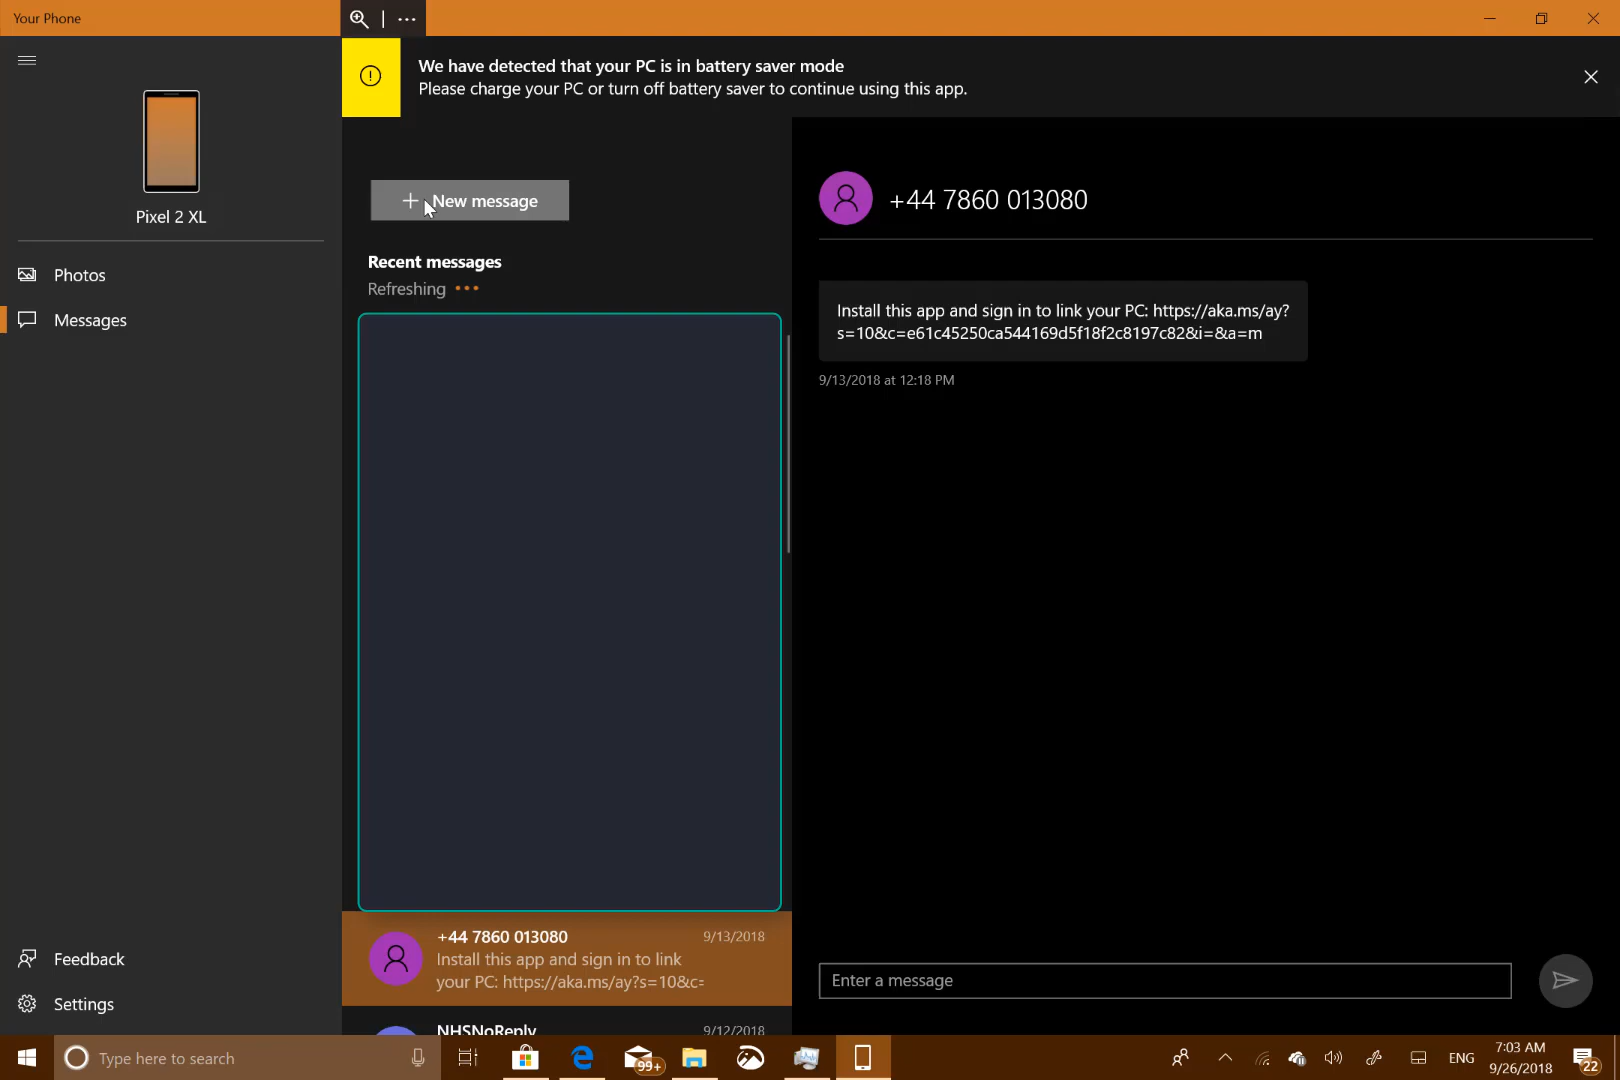 Your Phone
We have detected that your PC is in battery saver mode
Please charge your PC or turn off battery saver to continue using this app.
Pixel 2 XL
Photos
Messages
Feedback
Settings
New message
Recent messages
Refreshing
+44 7860 013080
9/13/2018
Install this app and sign in to link
your PC: https://aka.ms/ay?s=10&c=
NHSNoReply
9/12/2018
+44 7860 013080
Install this app and sign in to link your PC: https://aka.ms/ay?
s=10&c=e61c45250ca544169d5f18f2c8197c82&i=&a=m
9/13/2018 at 12:18 PM
Enter a message
Type here to search
99+
ENG
7:03 AM
9/26/2018
22